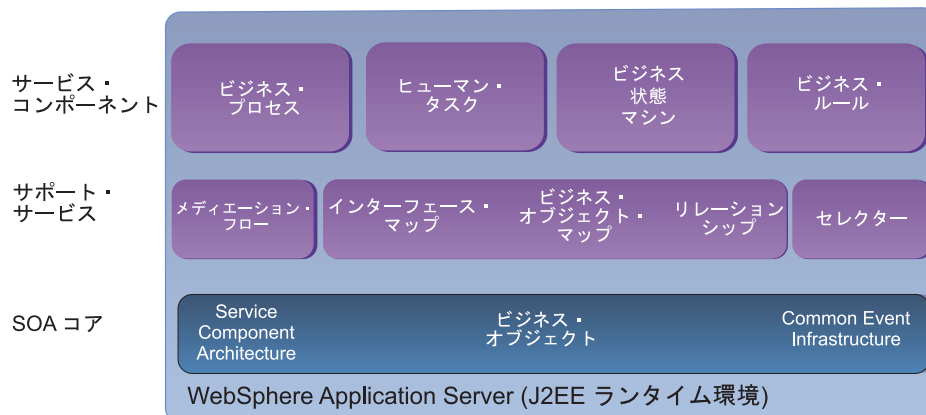 サービス・
コンポーネント
ビジネス・
プロセス
ヒューマン・
タスク
ビジネス
状態
マシン
ビジネス・
ルール
サポート・
サービス
メディエーション・
フロー
インターフェース・
マップ
ビジネス・
オブジェクト・
マップ
リレーション
シップ
セレクター
SOA コア
Service
Component
Architecture
ビジネス・
オブジェクト
Common Event
Infrastructure
WebSphere Application Server (J2EE ランタイム環境)